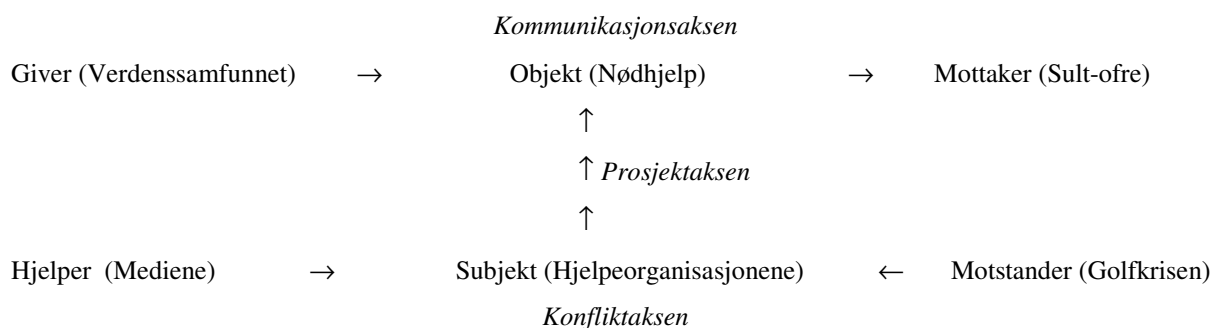 Kommunikasjonsaksen
Giver (Verdenssamfunnet) → Objekt (Nødhjelp) → Mottaker (Sult-ofre)
↑
↑ Prosjektaksen
↑
Hjelper (Mediene) → Subjekt (Hjelpeorganisasjonene) ← Motstander (Golfkrisen)
Konfliktaksen